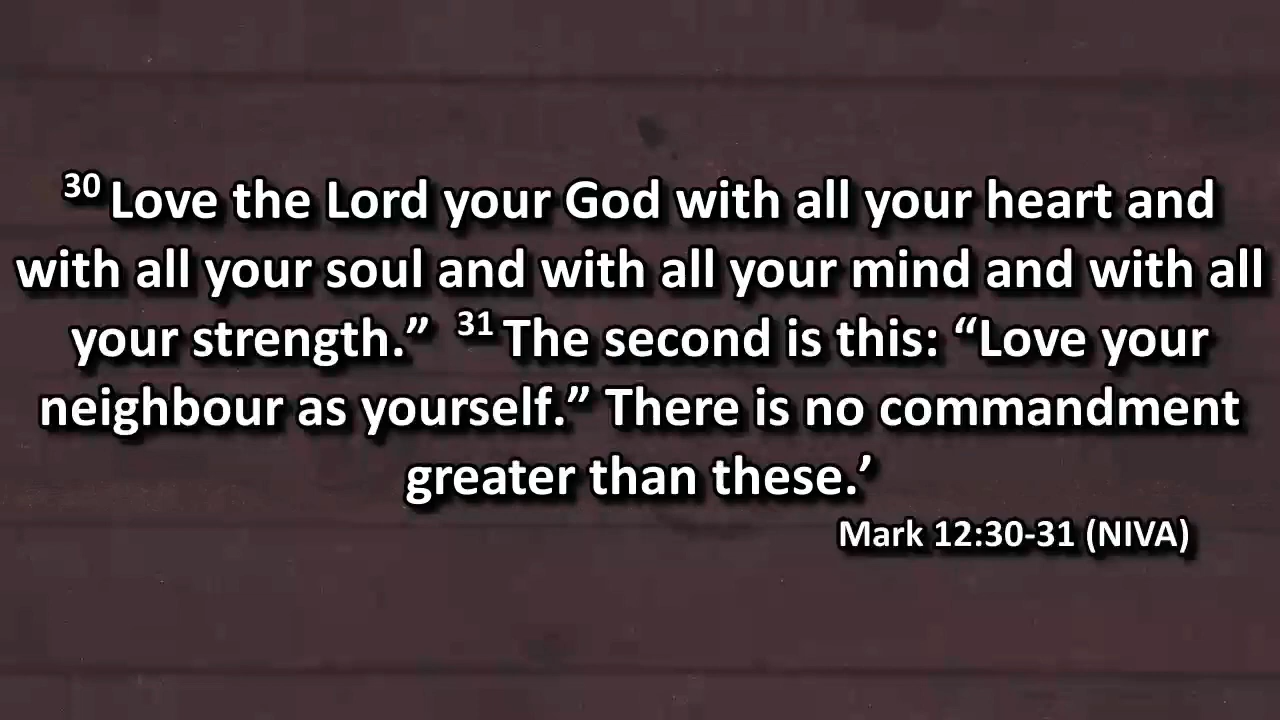 30 Love the Lord your God with all your heart and
with all your soul and with all your mind and with all
your strength.” 31 The second is this: “Love your
neighbour as yourself.” There is no commandment
greater than these.’
Mark 12:30-31 (NIVA)